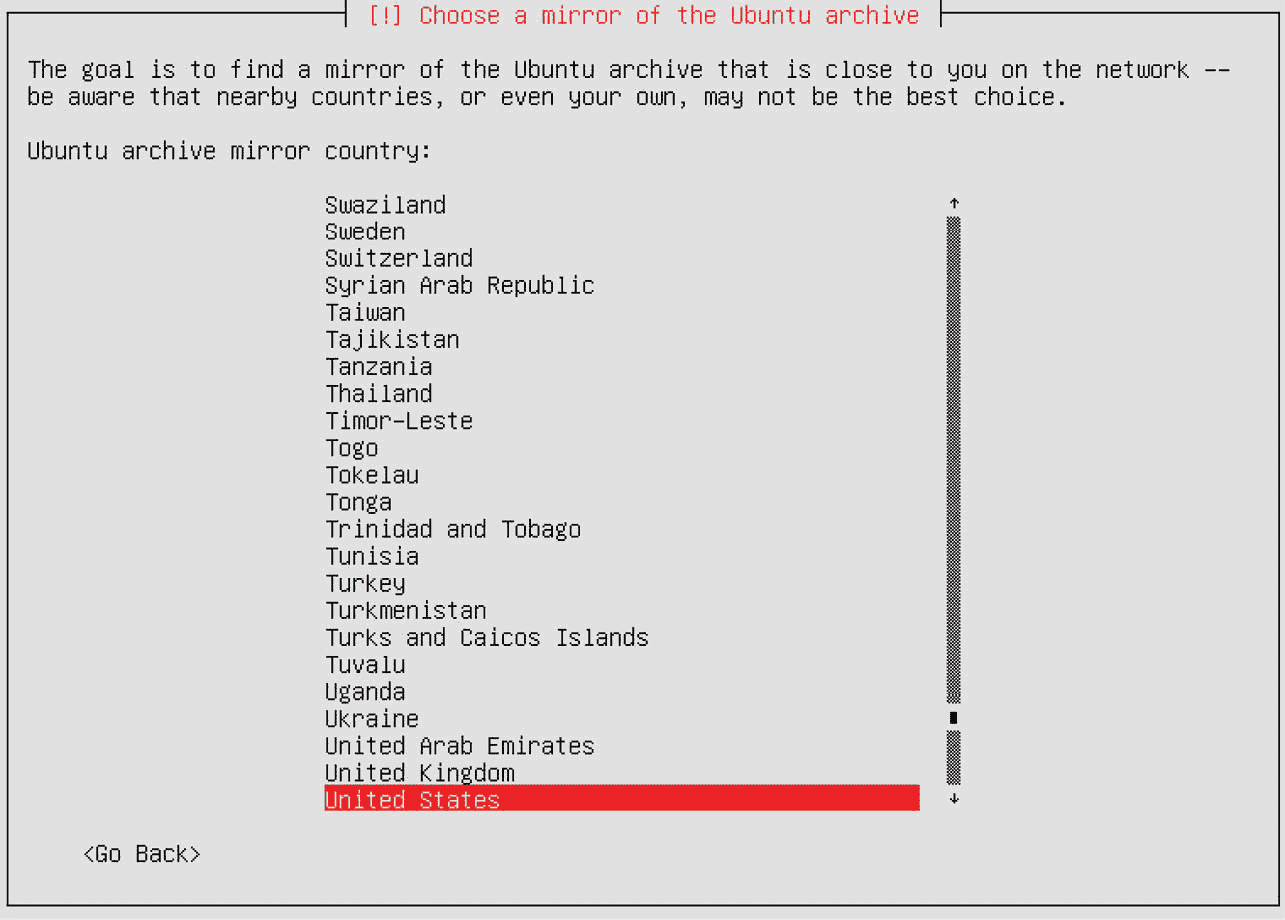 [!] Choose a mirror of the Ubuntu archive
The goal is to find a mirror of the Ubuntu archive that is close to you on the network --
be aware that nearby countries, or even your own, may not be the best choice.
Ubuntu archive mirror country:
Swaziland
Sweden
Switzerland
Syrian Arab Republic
Taiwan
Tajikistan
Tanzania
Thailand
Timor-Leste
Togo
Tokelau
Tonga
Trinidad and Tobago
Tunisia
Turkey
Turkmenistan
Turks and Caicos Islands
Tuvalu
Uganda
Ukraine
United Arab Emirates
United Kingdom
United States
<Go Back>